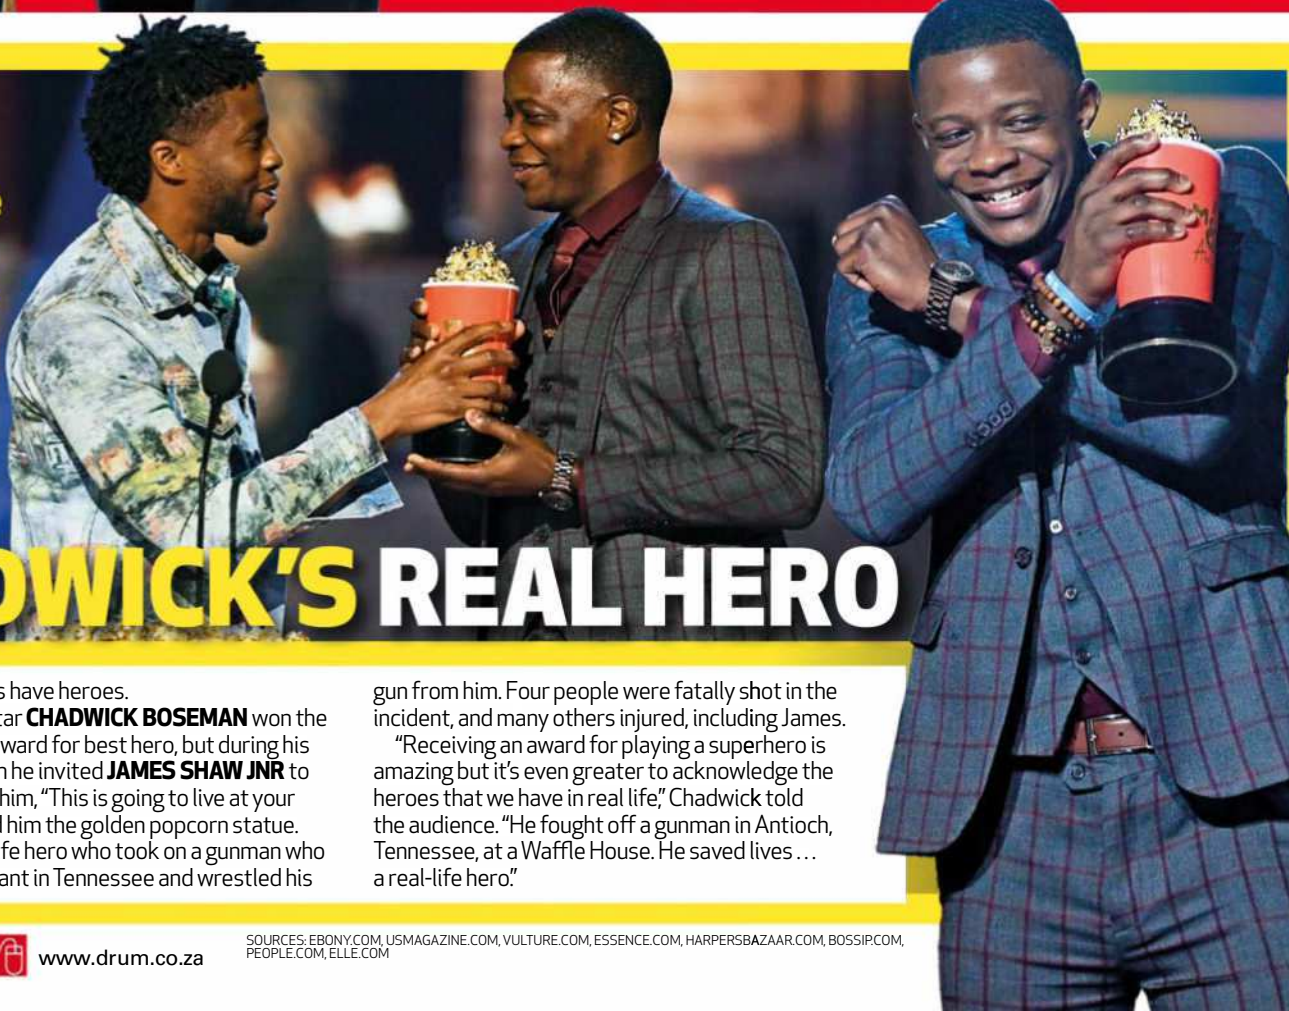 DWICK'S REAL HERO
s have heroes.
tar CHADWICK BOSEMAN won the
ward for best hero, but during his
h he invited JAMES SHAW JNR to
him, “This is going to live at your
d him the golden popcorn statue.
fe hero who took on a gunman who
ant in Tennessee and wrestled his
gun from him. Four people were fatally shot in the
incident, and many others injured, including James.
“Receiving an award for playing a superhero is
amazing but it's even greater to acknowledge the
heroes that we have in real life,” Chadwick told
the audience. “He fought off a gunman in Antioch,
Tennessee, at a Waffle House. He saved lives ...
a real-life hero.”
www.drum.co.za
SOURCES: EBONY.COM, USMAGAZINE.COM, VULTURE.COM, ESSENCE.COM, HARPERSBAZAAR.COM, BOSSIP.COM,
PEOPLE.COM, ELLE.COM